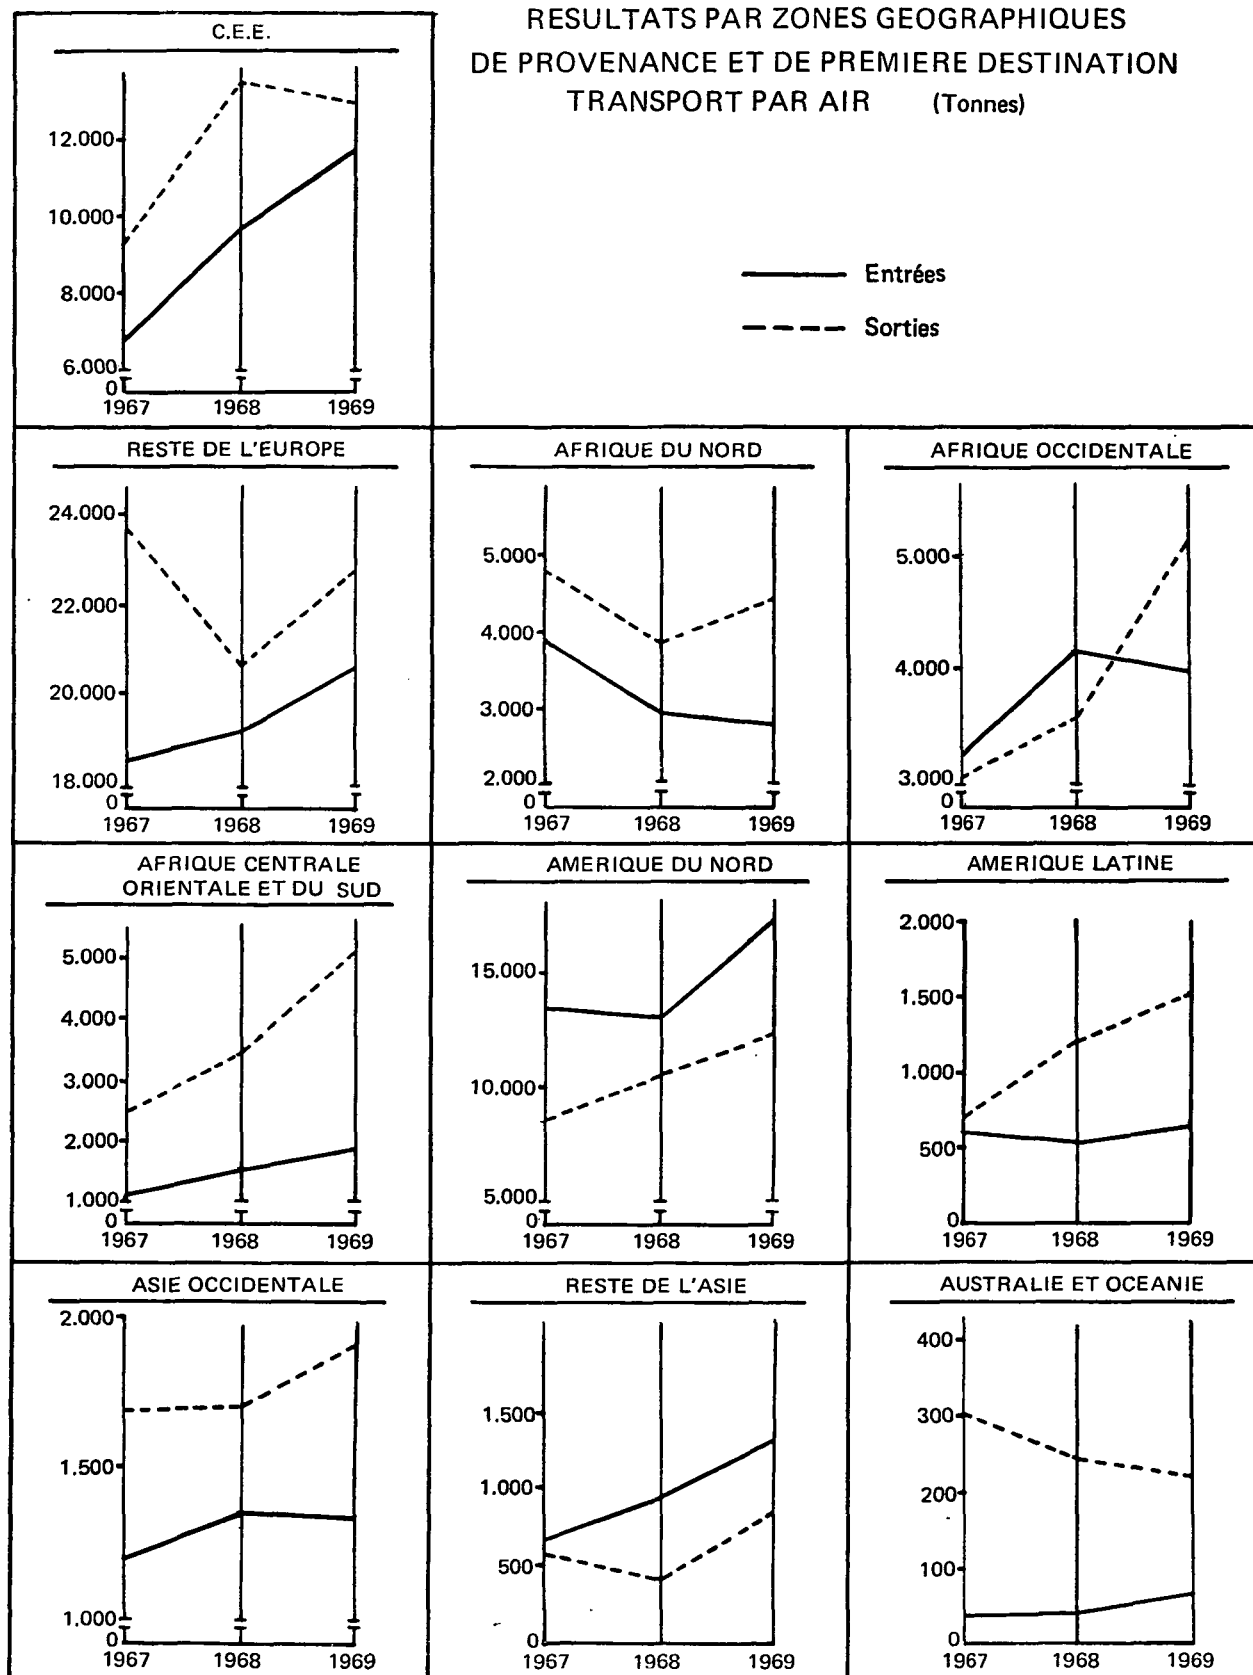 RESULTATS PAR ZONES GEOGRAPHIQUES
DE PROVENANCE ET DE PREMIERE DESTINATION
TRANSPORT PAR AIR (Tonnes)
Entrées
Sorties
C.E.E.
12.000
10.000
8.000
6.000
0
1967 1968 1969
RESTE DE L'EUROPE
24.000
22.000
20.000
18.000
0
1967 1968 1969
AFRIQUE DU NORD
5.000
4.000
3.000
2.000
0
1967 1968 1969
AFRIQUE OCCIDENTALE
5.000
4.000
3.000
0
1967 1968 1969
AFRIQUE CENTRALE
ORIENTALE ET DU SUD
5.000
4.000
3.000
2.000
1.000
0
1967 1968 1969
AMERIQUE DU NORD
15.000
10.000
5.000
0
1967 1968 1969
AMERIQUE LATINE
2.000
1.500
1.000
500
0
1967 1968 1969
ASIE OCCIDENTALE
2.000
1.500
1.000
0
1967 1968 1969
RESTE DE L'ASIE
1.500
1.000
500
0
1967 1968 1969
AUSTRALIE ET OCEANIE
400
300
200
100
0
1967 1968 1969